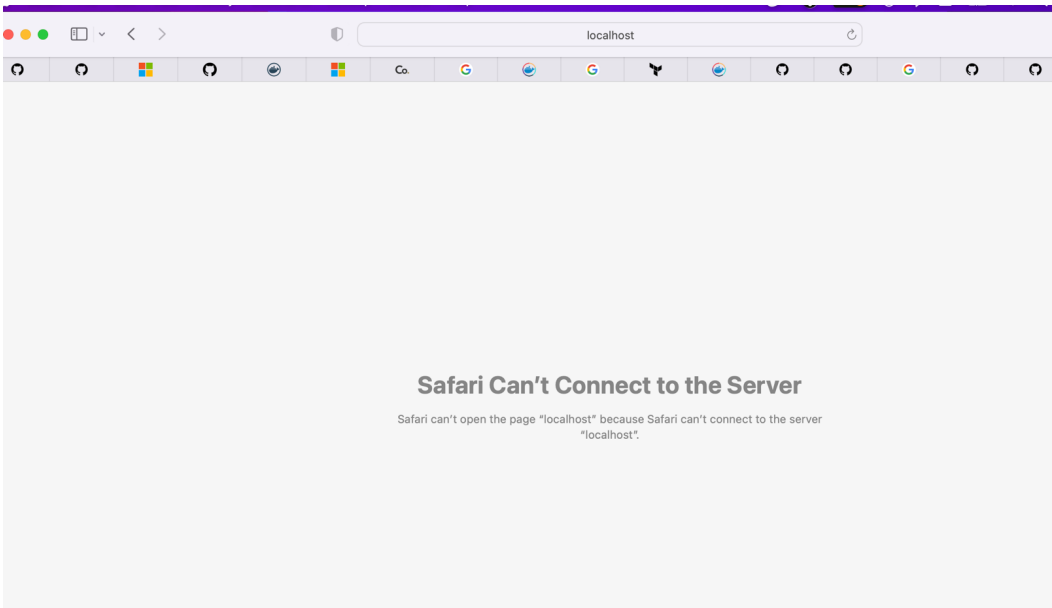 localhost
Co.
Safari Can’t Connect to the Server
Safari can’t open the page “localhost” because Safari can’t connect to the server
“localhost”.